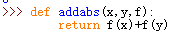 >>> def addabs(x,y,f):
        return f(x)+f(y)